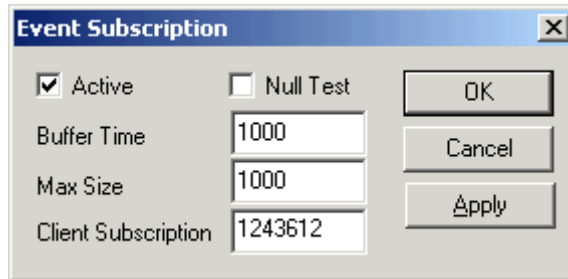 Event Subscription
Active
Null Test
OK
Buffer Time
1000
Cancel
Max Size
1000
Apply
Client Subscription
1243612